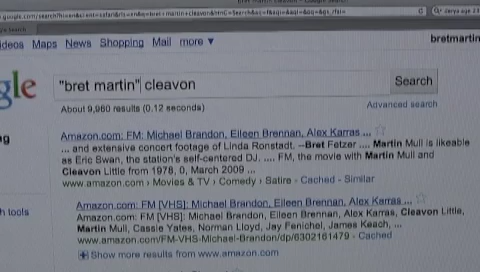 ideos Maps News Shopping Mail more ▼
bretmartin
gle
"bret martin" cleavon
Search
About 9,960 results (0.12 seconds)
Advanced search
Amazon.com: FM: Michael Brandon, Eileen Brennan, Alex Karras ...
... and extensive concert footage of Linda Ronstadt. --Bret Fetzer .... Martin Mull is likeable
as Eric Swan, the station's self-centered DJ. .... FM, the movie with Martin Mull and
Cleavon Little from 1978, 0, March 2009 ...
www.amazon.com › Movies & TV › Comedy › Satire - Cached - Similar
h tools
Amazon.com: FM [VHS]: Michael Brandon, Eileen Brennan, Alex Karras ...
Amazon.com: FM [VHS]: Michael Brandon, Eileen Brennan, Alex Karras, Cleavon Little,
Martin Mull, Cassie Yates, Norman Lloyd, Jay Fenichel, James Keach, ...
www.amazon.com/FM-VHS-Michael-Brandon/dp/6302161479 - Cached
Show more results from www.amazon.com